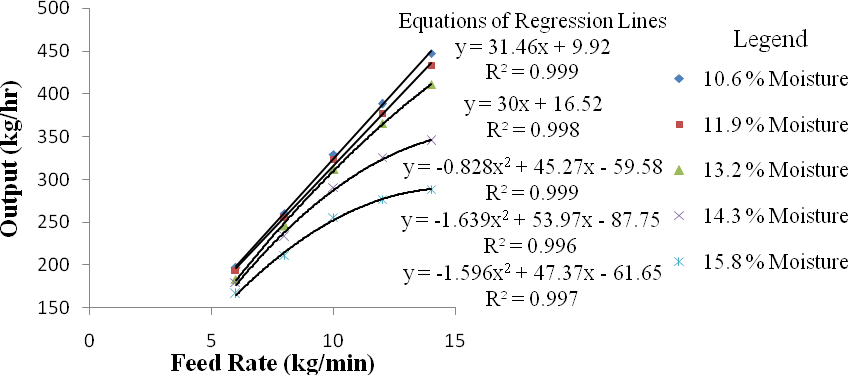 Equations of Regression Lines
y = 31.46x + 9.92
R² = 0.999
y = 30x + 16.52
R² = 0.998
y = -0.828x² + 45.27x - 59.58
R² = 0.999
y = -1.639x² + 53.97x - 87.75
R² = 0.996
y = -1.596x² + 47.37x - 61.65
R² = 0.997
Legend
10.6 % Moisture
11.9 % Moisture
13.2 % Moisture
14.3 % Moisture
15.8 % Moisture
Output (kg/hr)
500
450
400
350
300
250
200
150
0
5
10
15
Feed Rate (kg/min)